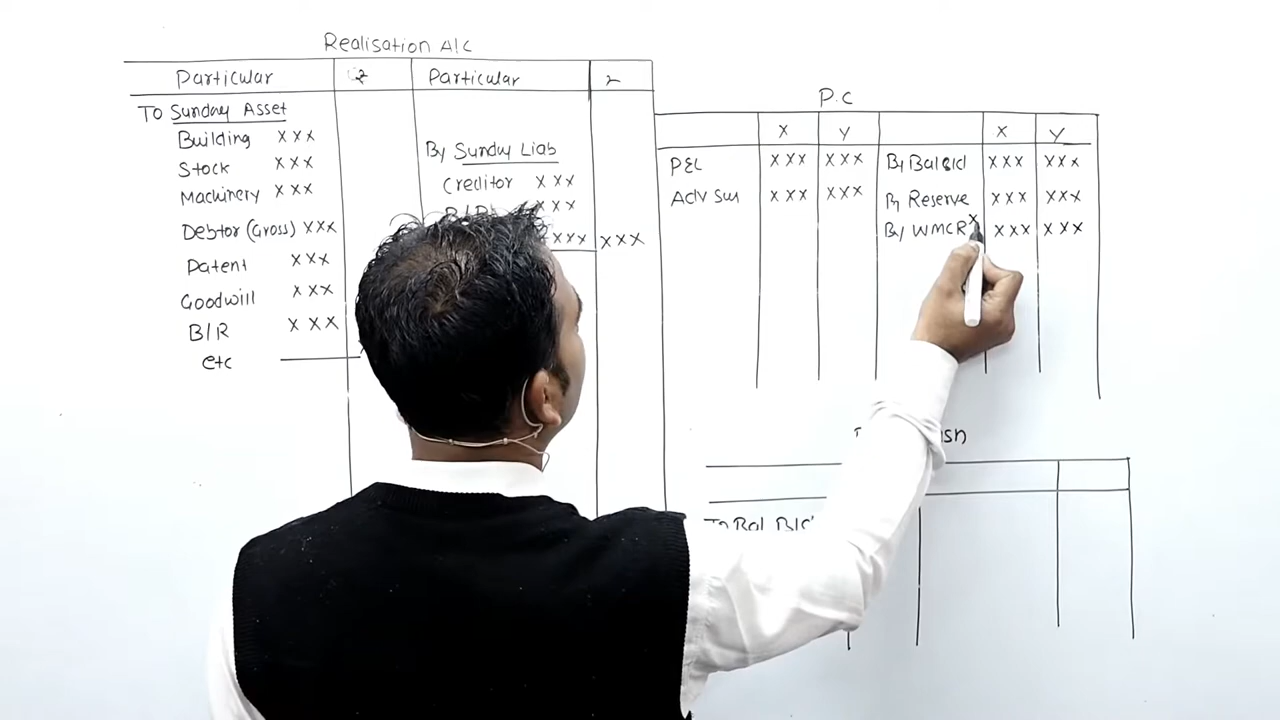 Realisation A/C
Particular ₹ Particular ₹
To Sunday Asset
Building xxx
Stock xxx
Machinery xxx
Debtor (Gross) xxx
Patent xxx
Goodwill xxx
B/R xxx
etc
By Sunday Liab
Creditor xxx
xxx
xxx xxx
P.C
X Y X Y
P&L xxx xxx By Bal b/d xxx xxx
Adv Sus xxx xxx By Reserve xxx xxx
By WMCR xxx xxx
To Bal B/d